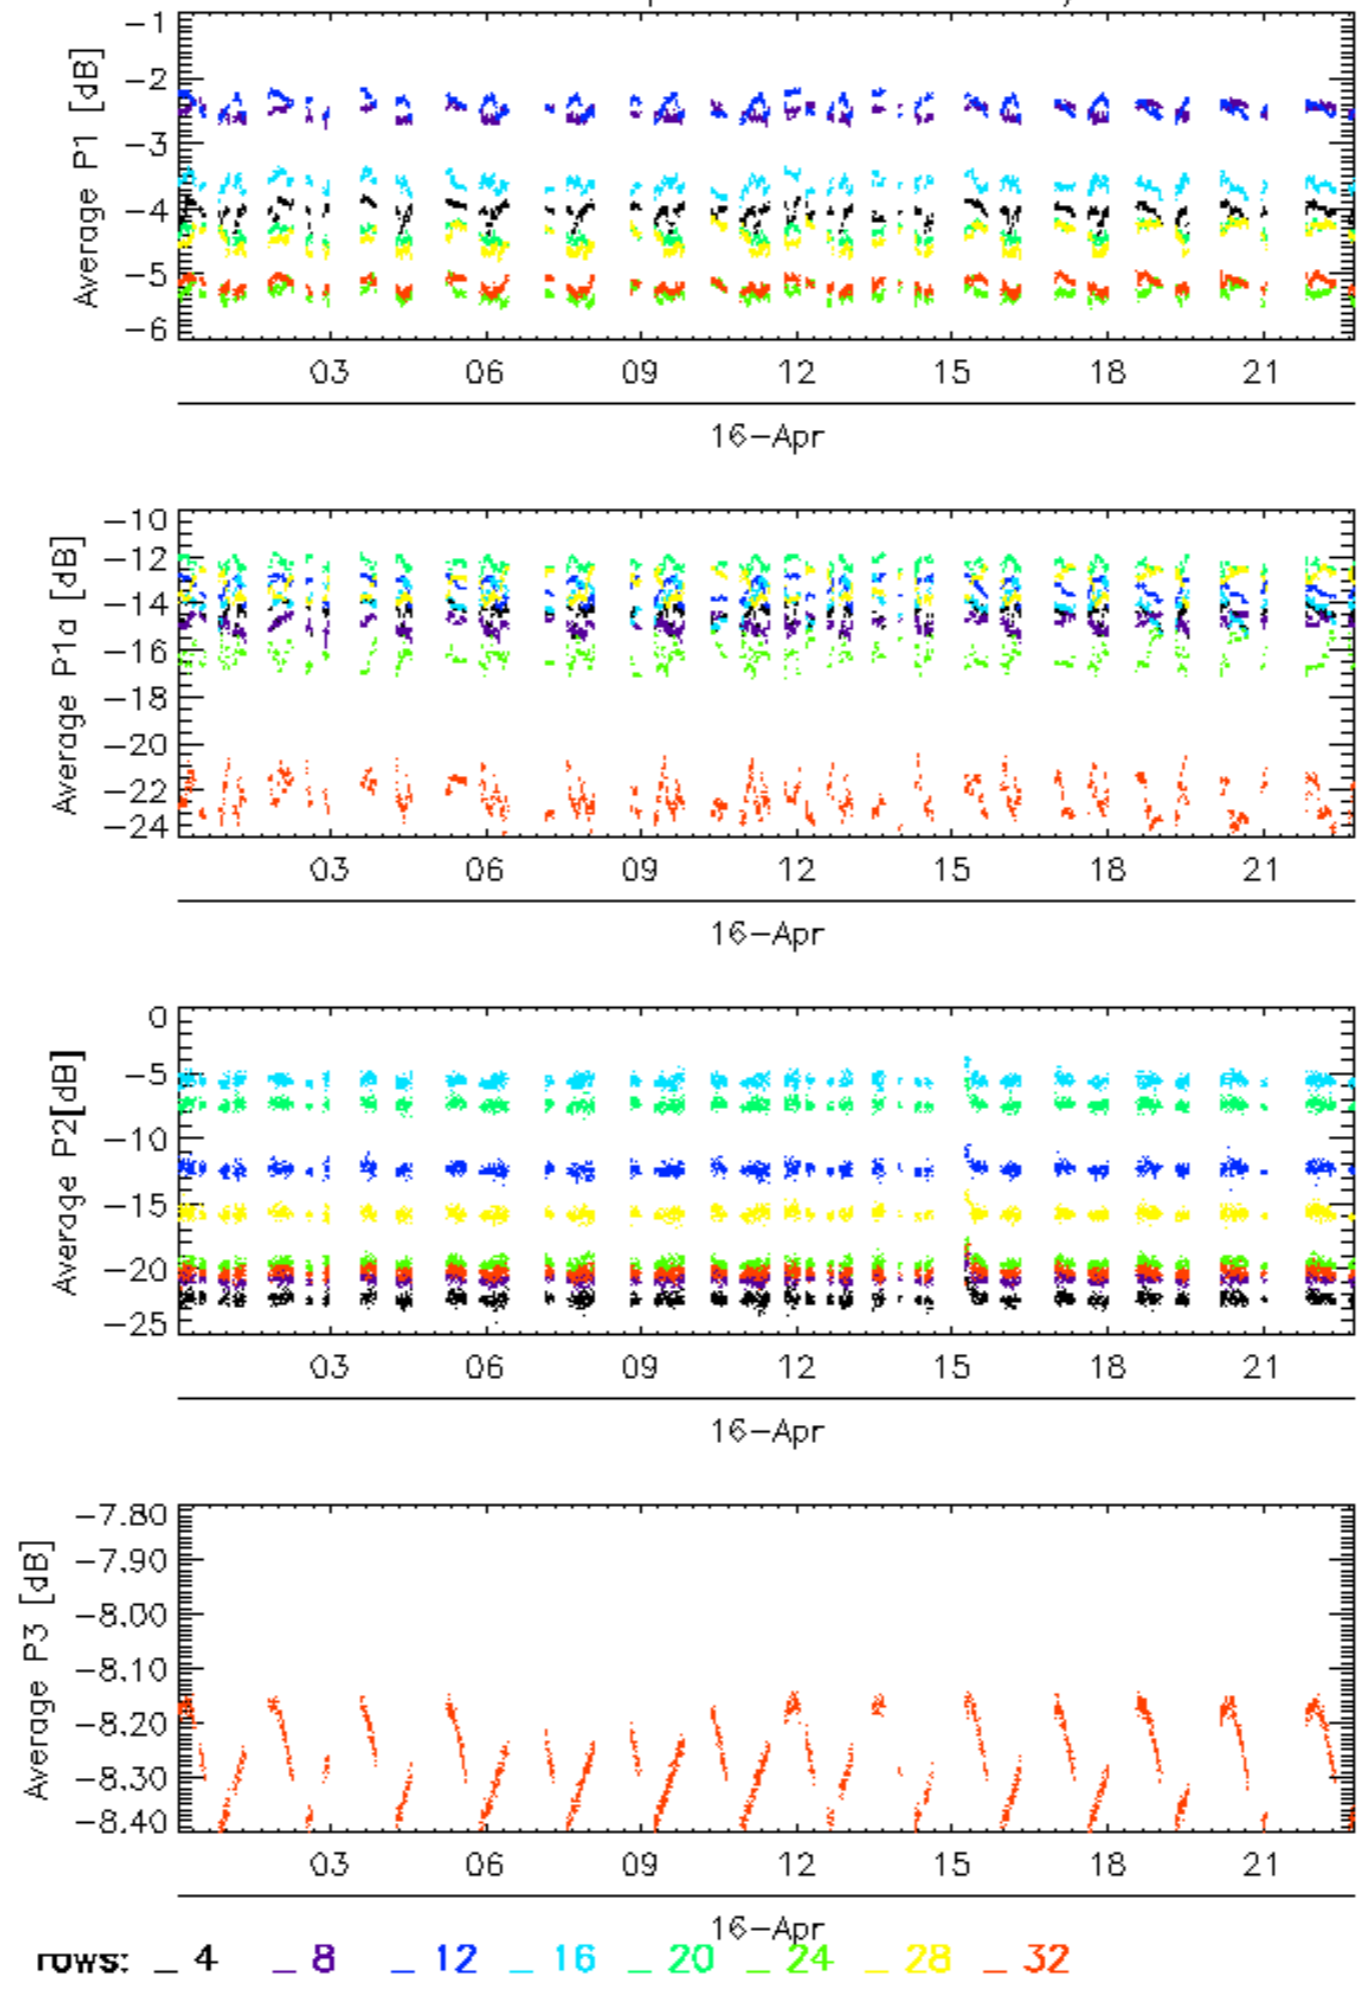 Average P1 [dB]
-1
-2
-3
-4
-5
-6
03 06 09 12 15 18 21
16-Apr
Average P1a [dB]
-10
-12
-14
-16
-18
-20
-22
-24
03 06 09 12 15 18 21
16-Apr
Average P2[dB]
0
-5
-10
-15
-20
-25
03 06 09 12 15 18 21
16-Apr
Average P3 [dB]
-7.80
-7.90
-8.00
-8.10
-8.20
-8.30
-8.40
03 06 09 12 15 18 21
16-Apr
rows: _ 4 _ 8 _ 12 _ 16 _ 20 _ 24 _ 28 _ 32